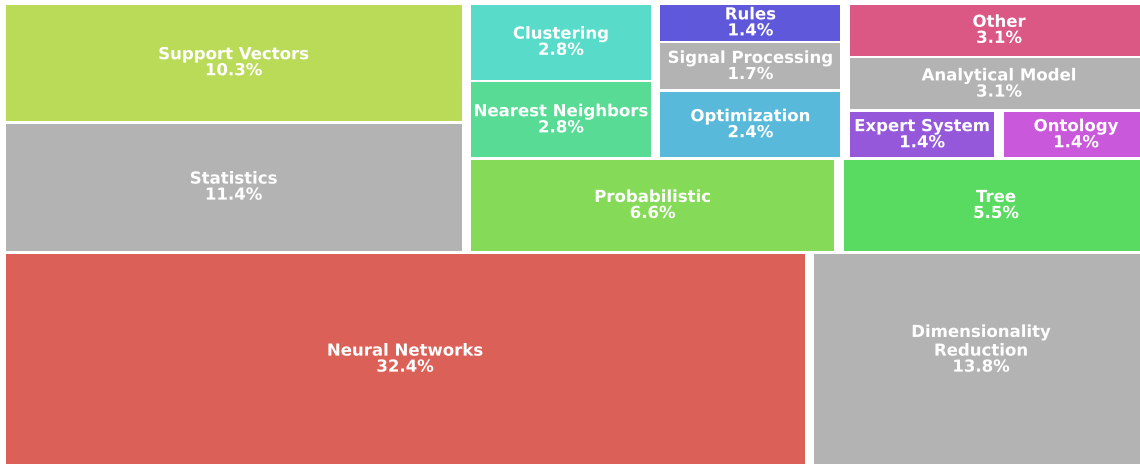 Support Vectors
10.3%
Statistics
11.4%
Clustering
2.8%
Nearest Neighbors
2.8%
Rules
1.4%
Signal Processing
1.7%
Optimization
2.4%
Other
3.1%
Analytical Model
3.1%
Expert System
1.4%
Ontology
1.4%
Probabilistic
6.6%
Tree
5.5%
Neural Networks
32.4%
Dimensionality
Reduction
13.8%